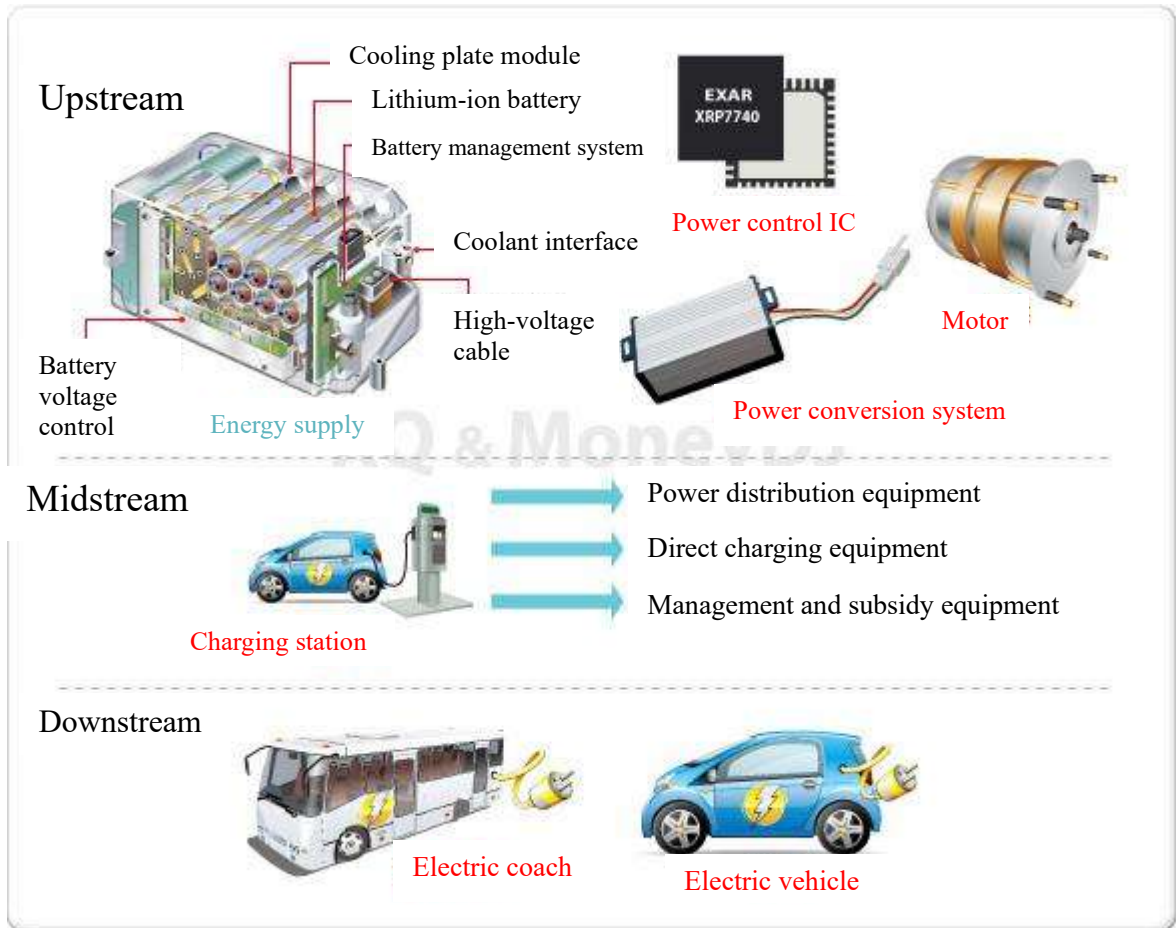 Upstream
Cooling plate module
Lithium-ion battery
Battery management system
Coolant interface
High-voltage
cable
Battery
voltage
control
Energy supply
EXAR
XRP7740
Power control IC
Motor
Power conversion system
Q & Mone
Midstream
Charging station
Power distribution equipment
Direct charging equipment
Management and subsidy equipment
Downstream
Electric coach
Electric vehicle